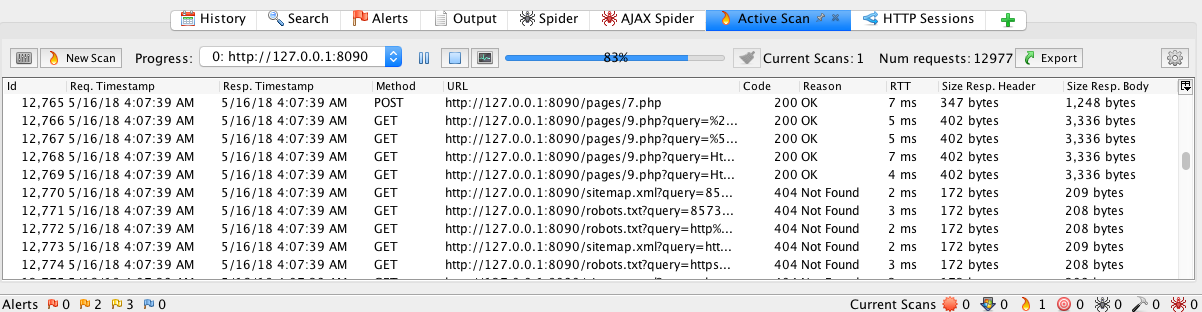 History Search Alerts Output Spider AJAX Spider Active Scan HTTP Sessions
New Scan Progress: 0: http://127.0.0.1:8090 83% Current Scans: 1 Num requests: 12977 Export
Id Req. Timestamp Resp. Timestamp Method URL Code Reason RTT Size Resp. Header Size Resp. Body
12,765 5/16/18 4:07:39 AM 5/16/18 4:07:39 AM POST http://127.0.0.1:8090/pages/7.php 200 OK 7 ms 347 bytes 1,248 bytes
12,766 5/16/18 4:07:39 AM 5/16/18 4:07:39 AM GET http://127.0.0.1:8090/pages/9.php?query=%2... 200 OK 5 ms 402 bytes 3,336 bytes
12,767 5/16/18 4:07:39 AM 5/16/18 4:07:39 AM GET http://127.0.0.1:8090/pages/9.php?query=%5... 200 OK 5 ms 402 bytes 3,336 bytes
12,768 5/16/18 4:07:39 AM 5/16/18 4:07:39 AM GET http://127.0.0.1:8090/pages/9.php?query=Ht... 200 OK 7 ms 402 bytes 3,336 bytes
12,769 5/16/18 4:07:39 AM 5/16/18 4:07:39 AM GET http://127.0.0.1:8090/pages/9.php?query=Ht... 200 OK 4 ms 402 bytes 3,336 bytes
12,770 5/16/18 4:07:39 AM 5/16/18 4:07:39 AM GET http://127.0.0.1:8090/sitemap.xml?query=85... 404 Not Found 2 ms 172 bytes 209 bytes
12,771 5/16/18 4:07:39 AM 5/16/18 4:07:39 AM GET http://127.0.0.1:8090/robots.txt?query=8573... 404 Not Found 3 ms 172 bytes 208 bytes
12,772 5/16/18 4:07:39 AM 5/16/18 4:07:39 AM GET http://127.0.0.1:8090/robots.txt?query=http%... 404 Not Found 2 ms 172 bytes 208 bytes
12,773 5/16/18 4:07:39 AM 5/16/18 4:07:39 AM GET http://127.0.0.1:8090/sitemap.xml?query=htt... 404 Not Found 2 ms 172 bytes 209 bytes
12,774 5/16/18 4:07:39 AM 5/16/18 4:07:39 AM GET http://127.0.0.1:8090/robots.txt?query=https... 404 Not Found 3 ms 172 bytes 208 bytes
Alerts 0 2 3 0 Current Scans 0 0 1 0 0 0 0